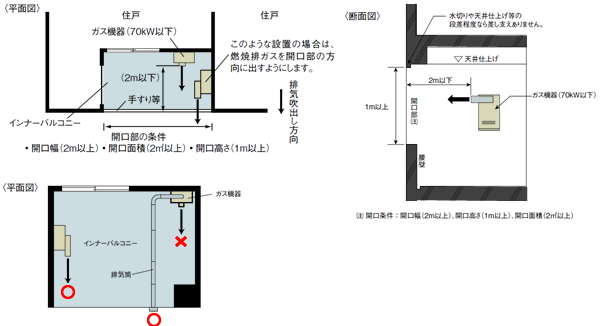 〈平面図〉
住戸
住戸
ガス機器（70kW以下）
このような設置の場合は、
燃焼排ガスを開口部の方
向に出すようにします。
（2m以下）
手すり等
インナーバルコニー
排気吹出し方向
開口部の条件
・開口幅（2m以上）・開口面積（2㎡以上）・開口高さ（1m以上）
〈断面図〉
水切りや天井仕上げ等の
段差程度なら差し支えありません。
▽天井仕上げ
2m以下
ガス機器（70kW以下）
1m以上
開口部㊟
腰壁
㊟ 開口条件：開口幅（2m以上）、開口高さ（1m以上）、開口面積（2㎡以上）
〈平面図〉
ガス機器
インナーバルコニー
排気筒